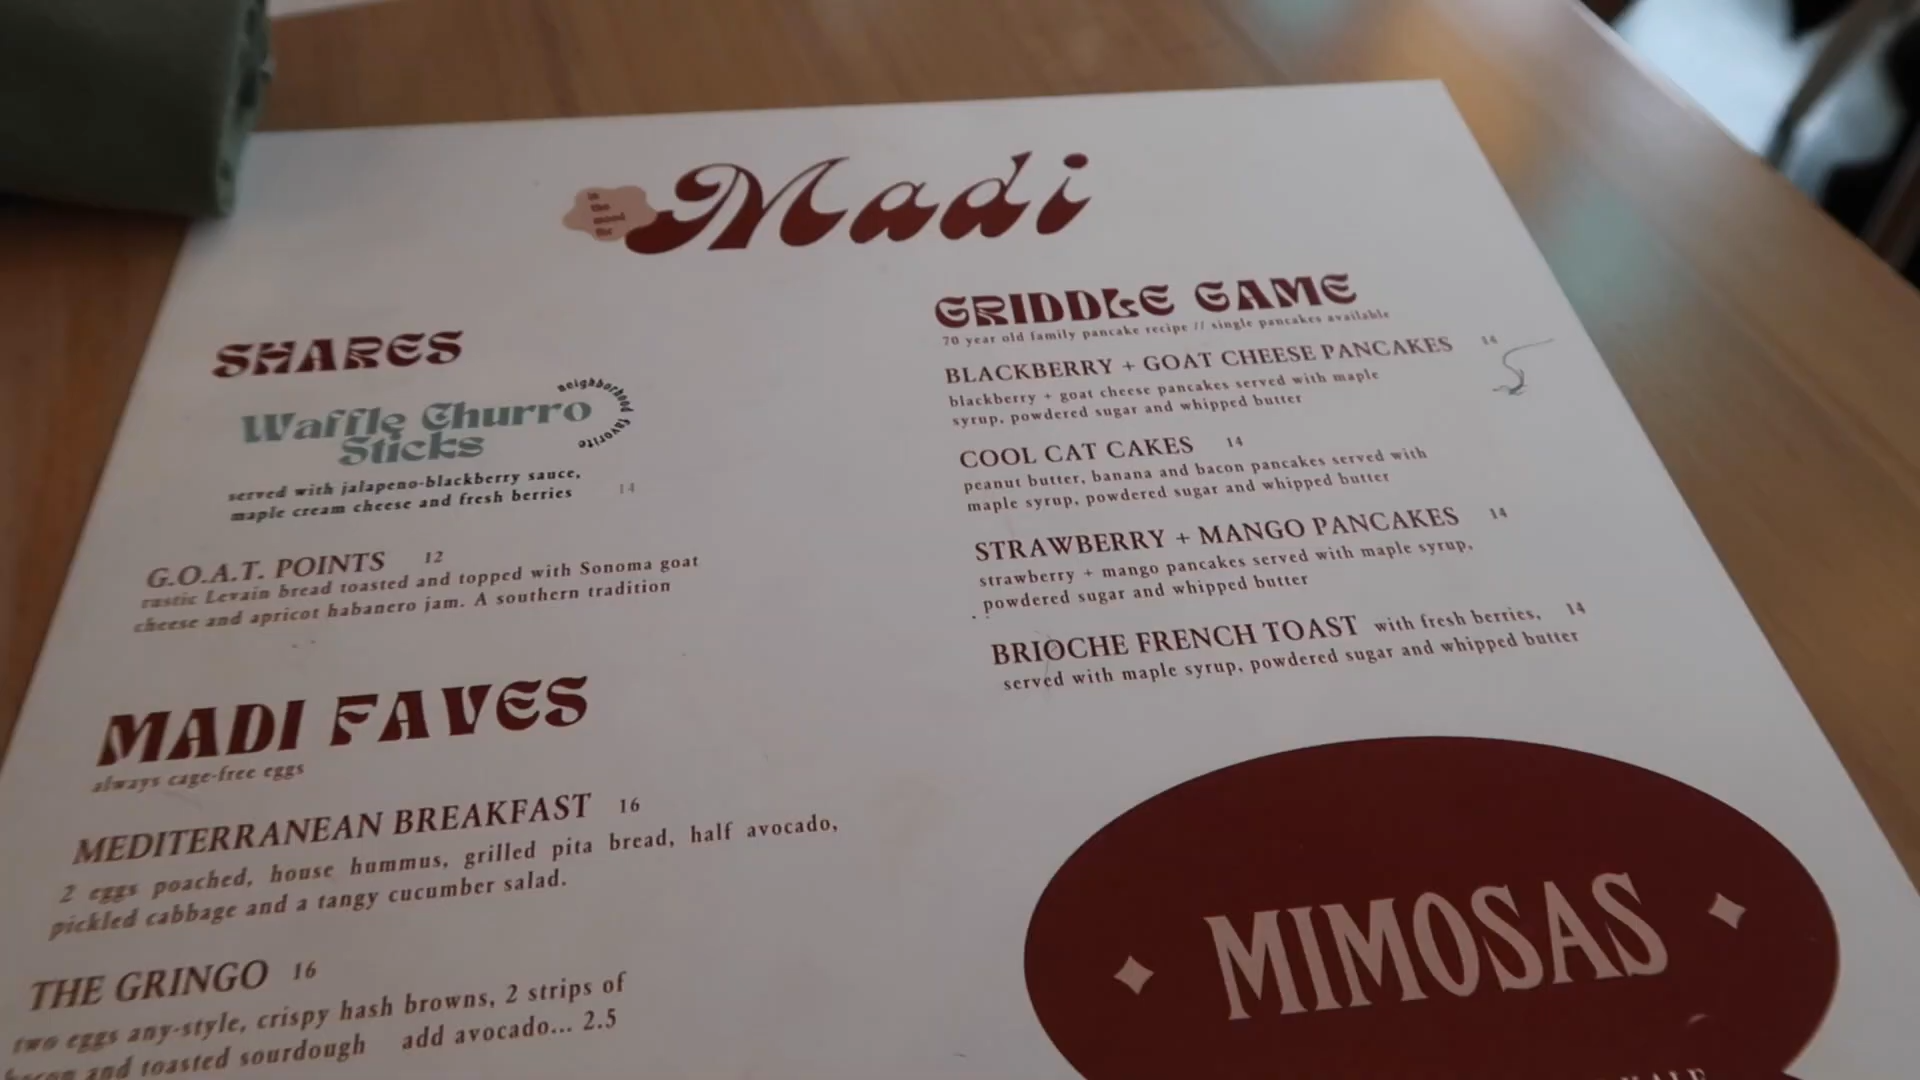 in
the
mood
for
Madi
SHARES
Waffle Churro
Sticks
neighborhood favorite
served with jalapeno-blackberry sauce,
maple cream cheese and fresh berries 14
G.O.A.T. POINTS 12
rustic Levain bread toasted and topped with Sonoma goat
cheese and apricot habanero jam. A southern tradition
MADI FAVES
always cage-free eggs
MEDITERRANEAN BREAKFAST 16
2 eggs poached, house hummus, grilled pita bread, half avocado,
pickled cabbage and a tangy cucumber salad.
THE GRINGO 16
two eggs any-style, crispy hash browns, 2 strips of
bacon and toasted sourdough add avocado... 2.5
GRIDDLE GAME
70 year old family pancake recipe // single pancakes available
BLACKBERRY + GOAT CHEESE PANCAKES 14
blackberry + goat cheese pancakes served with maple
syrup, powdered sugar and whipped butter
COOL CAT CAKES 14
peanut butter, banana and bacon pancakes served with
maple syrup, powdered sugar and whipped butter
STRAWBERRY + MANGO PANCAKES 14
strawberry + mango pancakes served with maple syrup,
powdered sugar and whipped butter
BRIOCHE FRENCH TOAST with fresh berries, 14
served with maple syrup, powdered sugar and whipped butter
MIMOSAS